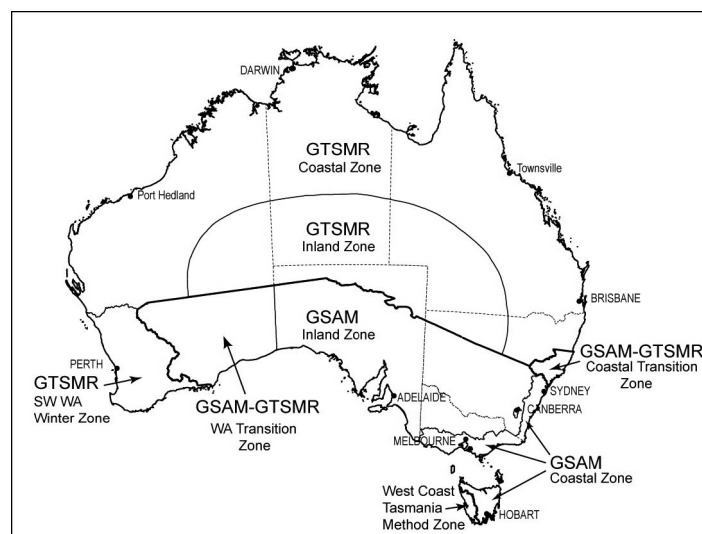 DARWIN
GTSMR
Coastal Zone
Townsville
Port Hedland
GTSMR
Inland Zone
BRISBANE
GSAM
Inland Zone
GSAM-GTSMR
Coastal Transition
Zone
PERTH
GTSMR
SW WA
Winter Zone
SYDNEY
ADELAIDE
CANBERRA
GSAM-GTSMR
WA Transition
Zone
MELBOURNE
GSAM
Coastal Zone
West Coast
Tasmania
Method Zone
HOBART